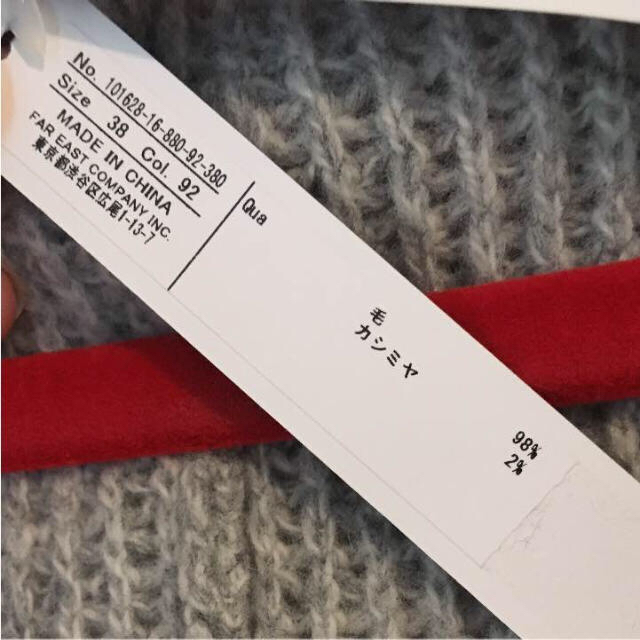 No. 101628-16-880-92-380
Size 38 Col. 92
MADE IN CHINA
FAR EAST COMPANY INC.
東京都渋谷区広尾1-13-7
Qua
毛 98%
カシミヤ 2%